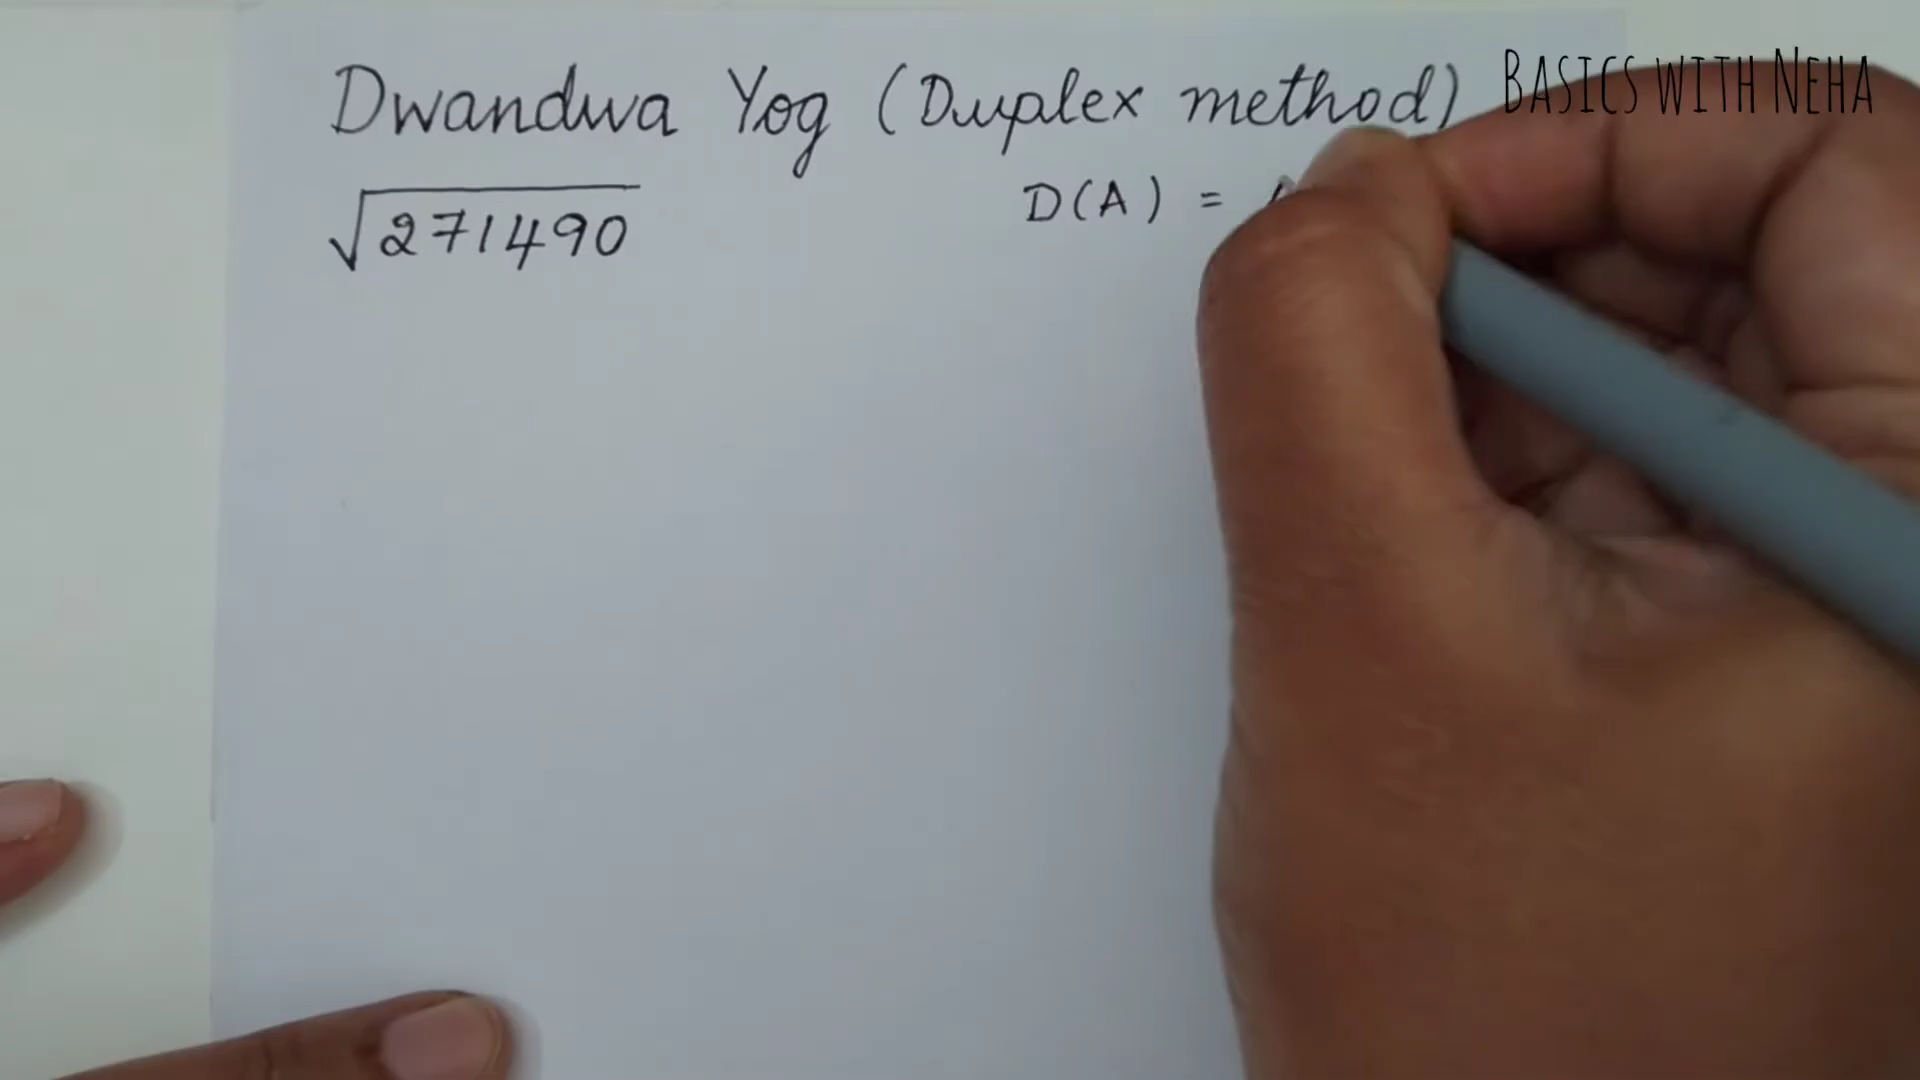 Dwandwa Yog (Duplex method)
BASICS WITH NEHA
√271490
D(A) =